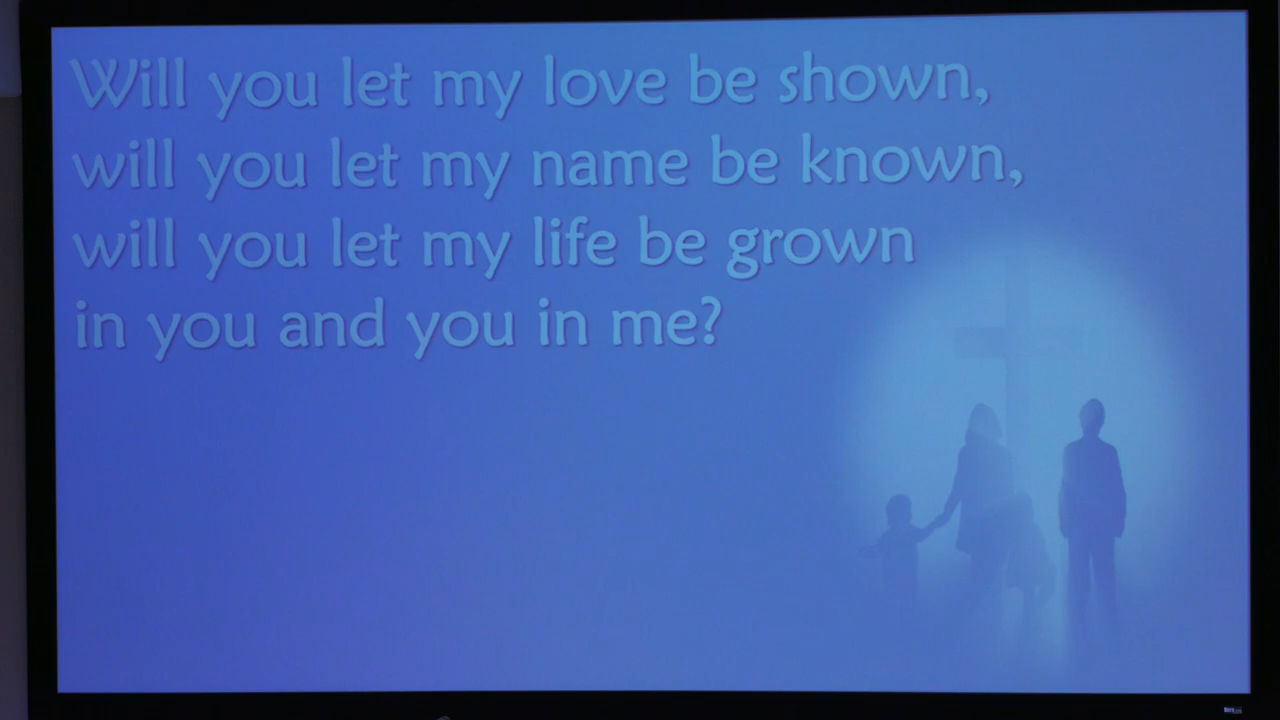 Will you let my love be shown,
will you let my name be known,
will you let my life be grown
in you and you in me?